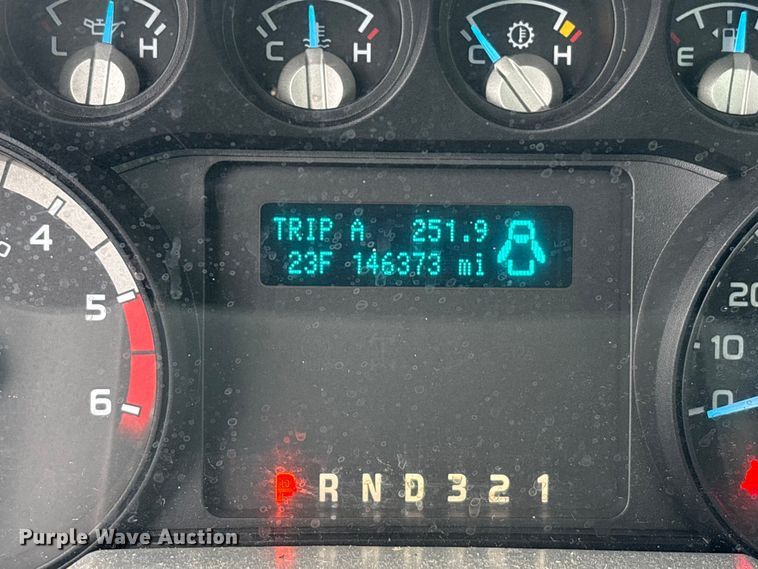 L H
C H
C H
E
4
5
6
TRIP A 251.9
23F 146373 mi
20
10
0
P R N D 3 2 1
Purple Wave Auction